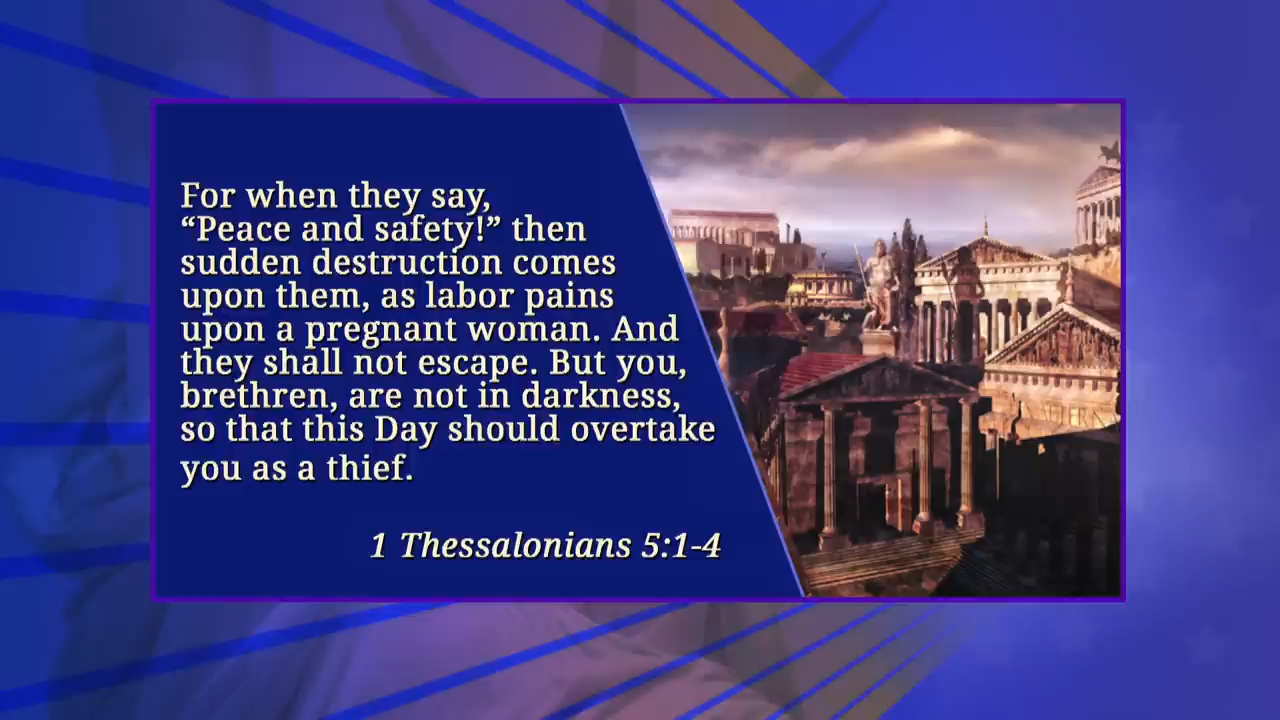 For when they say,
“Peace and safety!” then
sudden destruction comes
upon them, as labor pains
upon a pregnant woman. And
they shall not escape. But you,
brethren, are not in darkness,
so that this Day should overtake
you as a thief.
1 Thessalonians 5:1-4